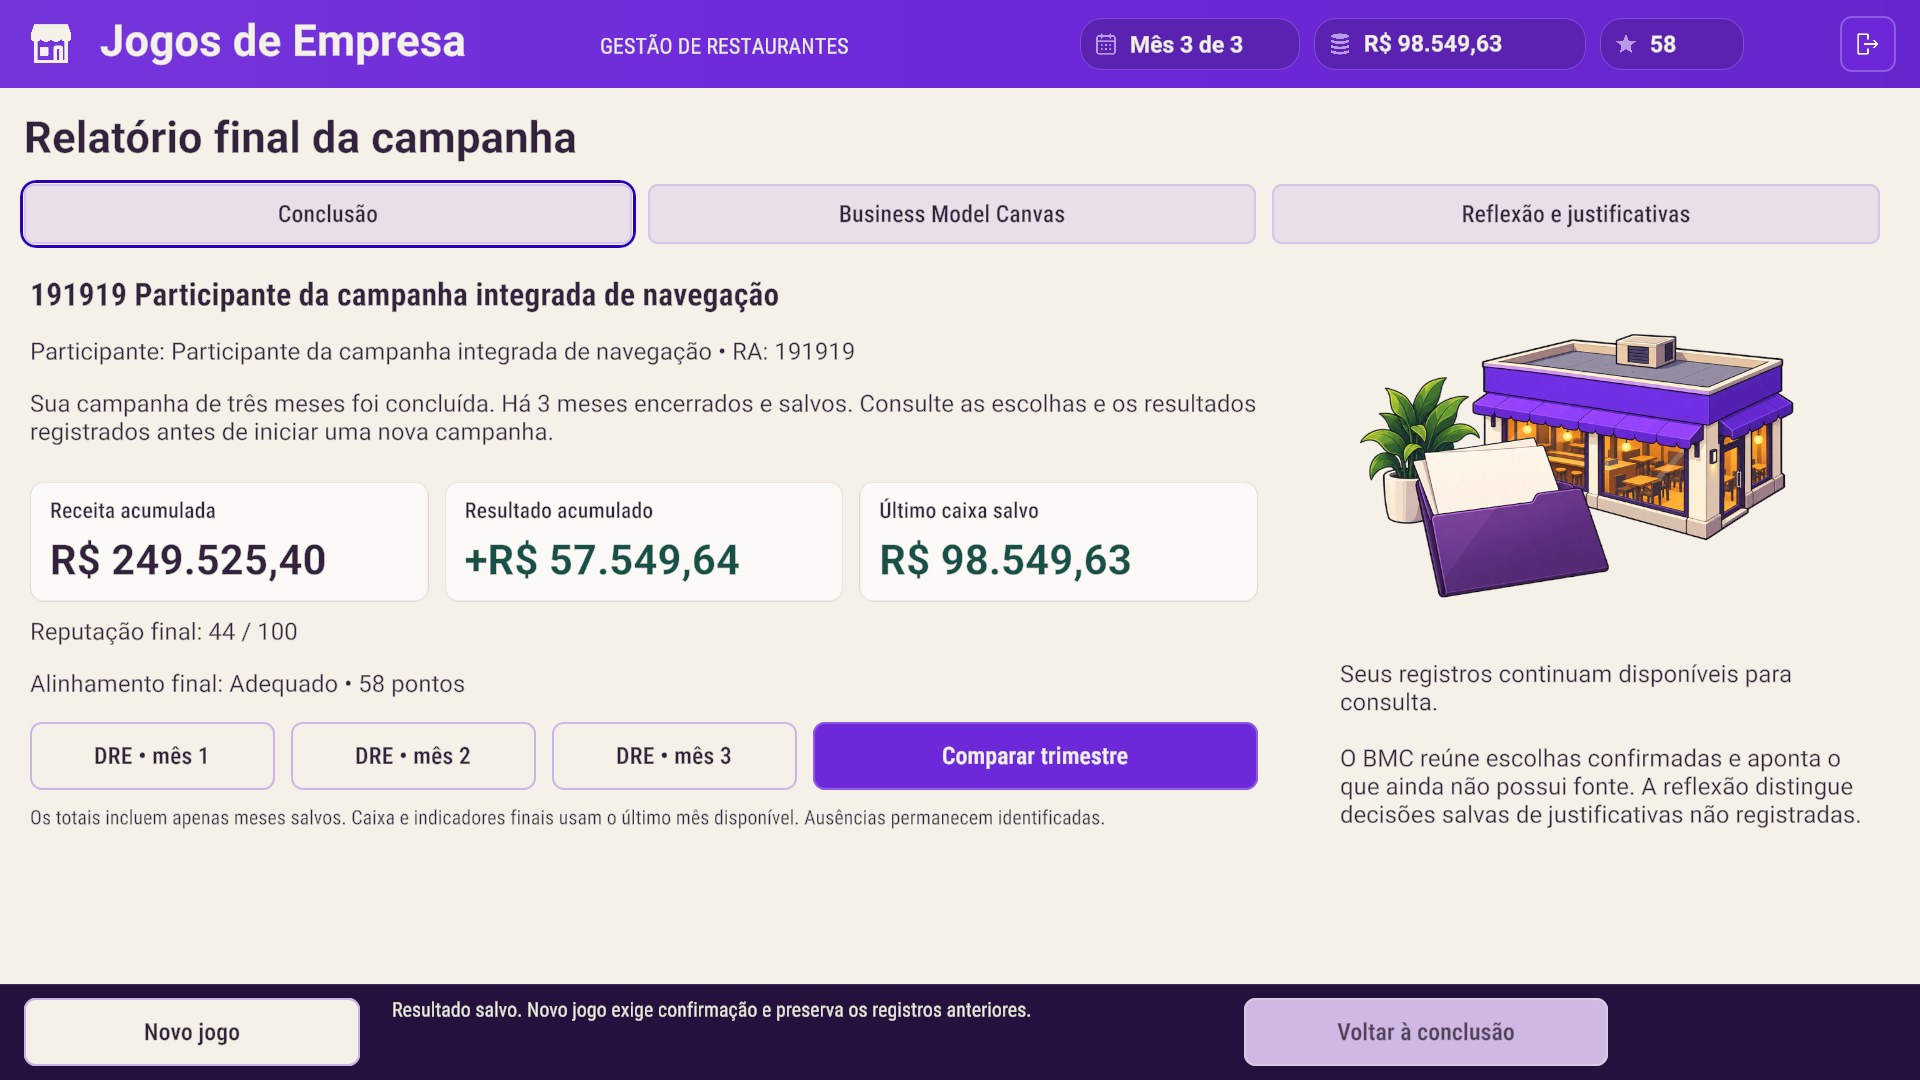 Jogos de Empresa
GESTÃO DE RESTAURANTES
Mês 3 de 3
R$ 98.549,63
58
Relatório final da campanha
Conclusão
Business Model Canvas
Reflexão e justificativas
191919 Participante da campanha integrada de navegação
Participante: Participante da campanha integrada de navegação • RA: 191919
Sua campanha de três meses foi concluída. Há 3 meses encerrados e salvos. Consulte as escolhas e os resultados
registrados antes de iniciar uma nova campanha.
Receita acumulada
R$ 249.525,40
Resultado acumulado
+R$ 57.549,64
Último caixa salvo
R$ 98.549,63
Reputação final: 44 / 100
Alinhamento final: Adequado • 58 pontos
DRE • mês 1
DRE • mês 2
DRE • mês 3
Comparar trimestre
Os totais incluem apenas meses salvos. Caixa e indicadores finais usam o último mês disponível. Ausências permanecem identificadas.
Seus registros continuam disponíveis para
consulta.
O BMC reúne escolhas confirmadas e aponta o
que ainda não possui fonte. A reflexão distingue
decisões salvas de justificativas não registradas.
Novo jogo
Resultado salvo. Novo jogo exige confirmação e preserva os registros anteriores.
Voltar à conclusão